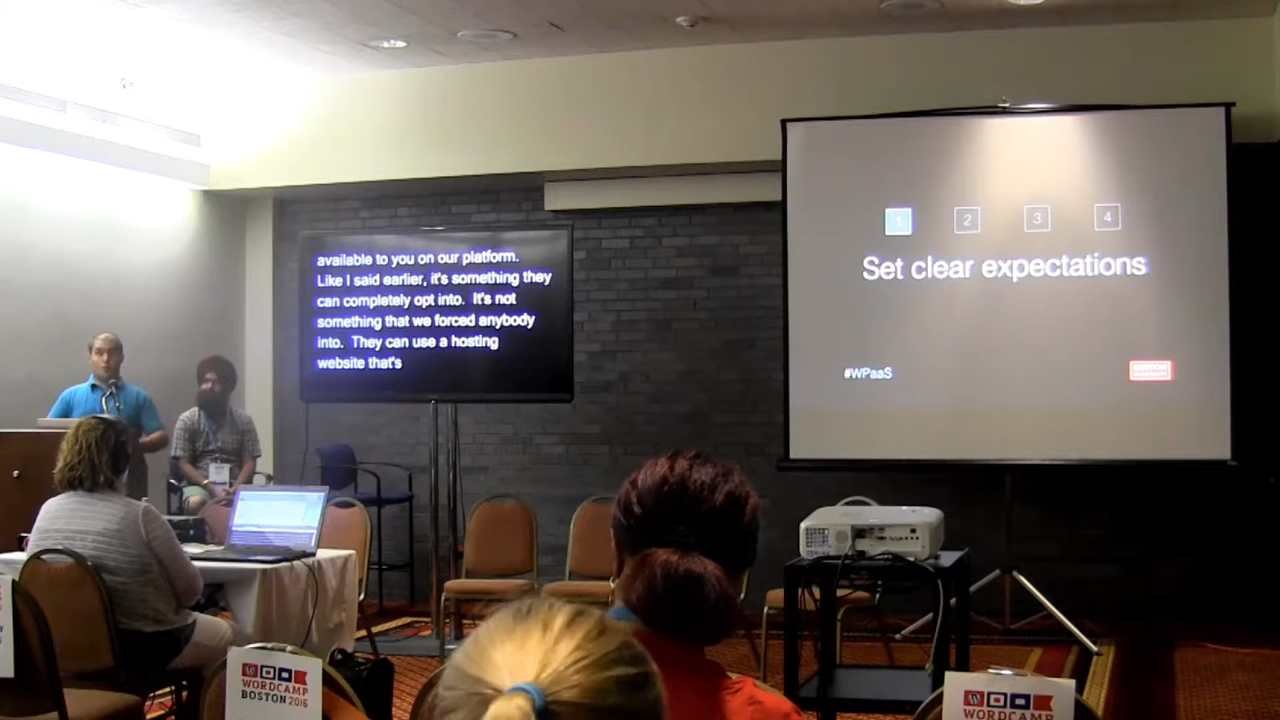 available to you on our platform.
Like I said earlier, it's something they
can completely opt into. It's not
something that we forced anybody
into. They can use a hosting
website that's
1 2 3 4
Set clear expectations
#WPaaS
WORDCAMP
BOSTON 2016
WORDCAMP